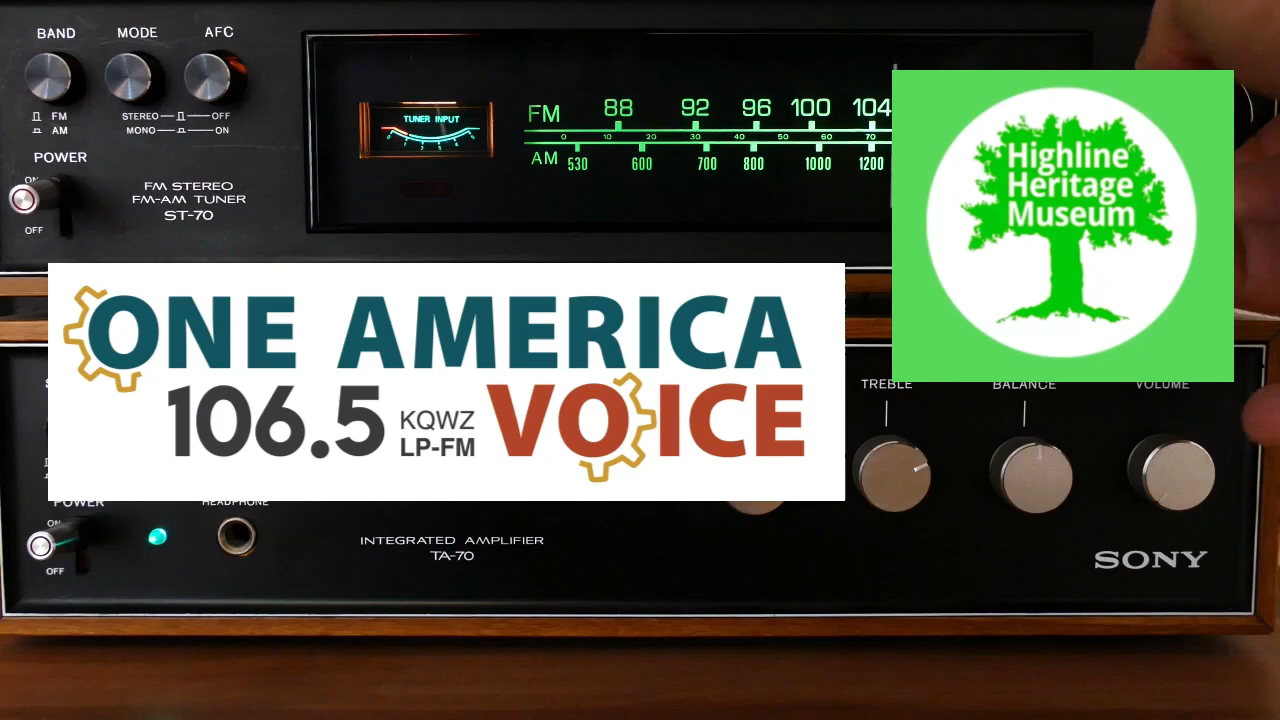 BAND MODE AFC
FM
AM
STEREO OFF
MONO ON
POWER
ON
OFF
FM STEREO
FM-AM TUNER
ST-70
TUNER INPUT
FM 88 92 96 100 104
0 10 20 30 40 50 60 70
AM 530 600 700 800 1000 1200
Highline
Heritage
Museum
ONE AMERICA
106.5 KQWZ
LP-FM
VOICE
TREBLE BALANCE VOLUME
POWER
ON
OFF
HEADPHONE
INTEGRATED AMPLIFIER
TA-70
SONY